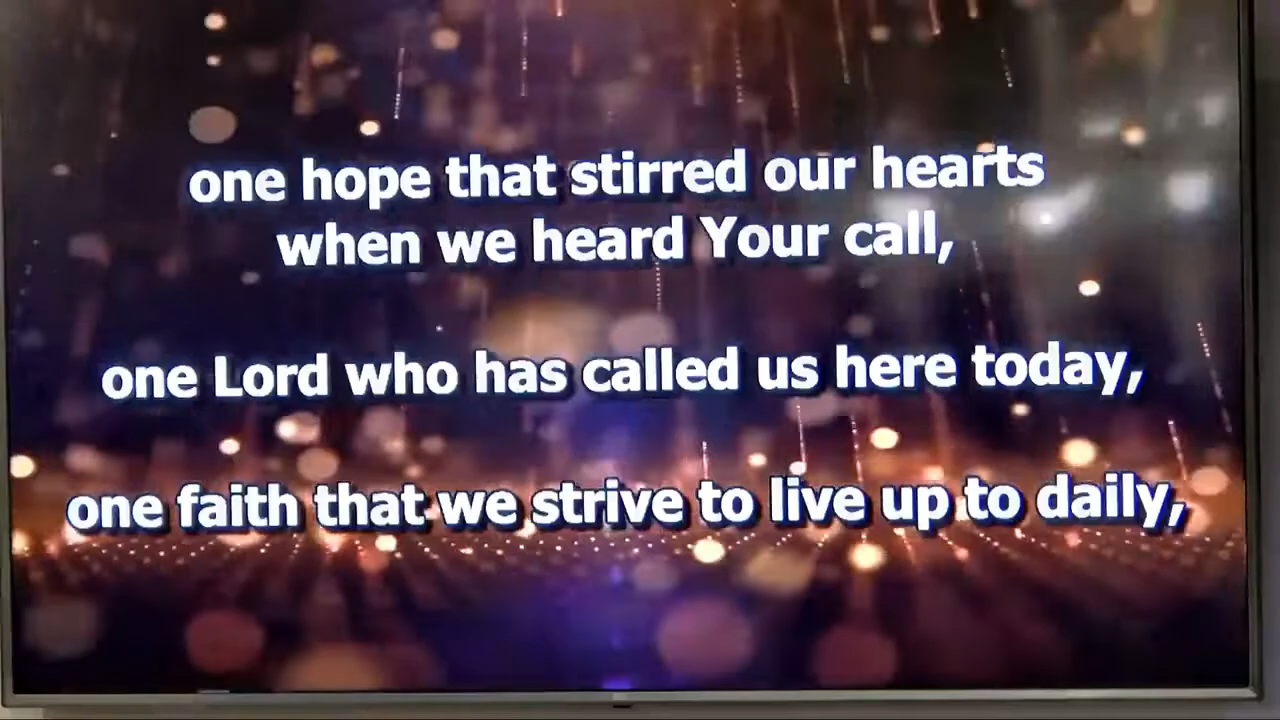 one hope that stirred our hearts
when we heard Your call,
one Lord who has called us here today,
one faith that we strive to live up to daily,